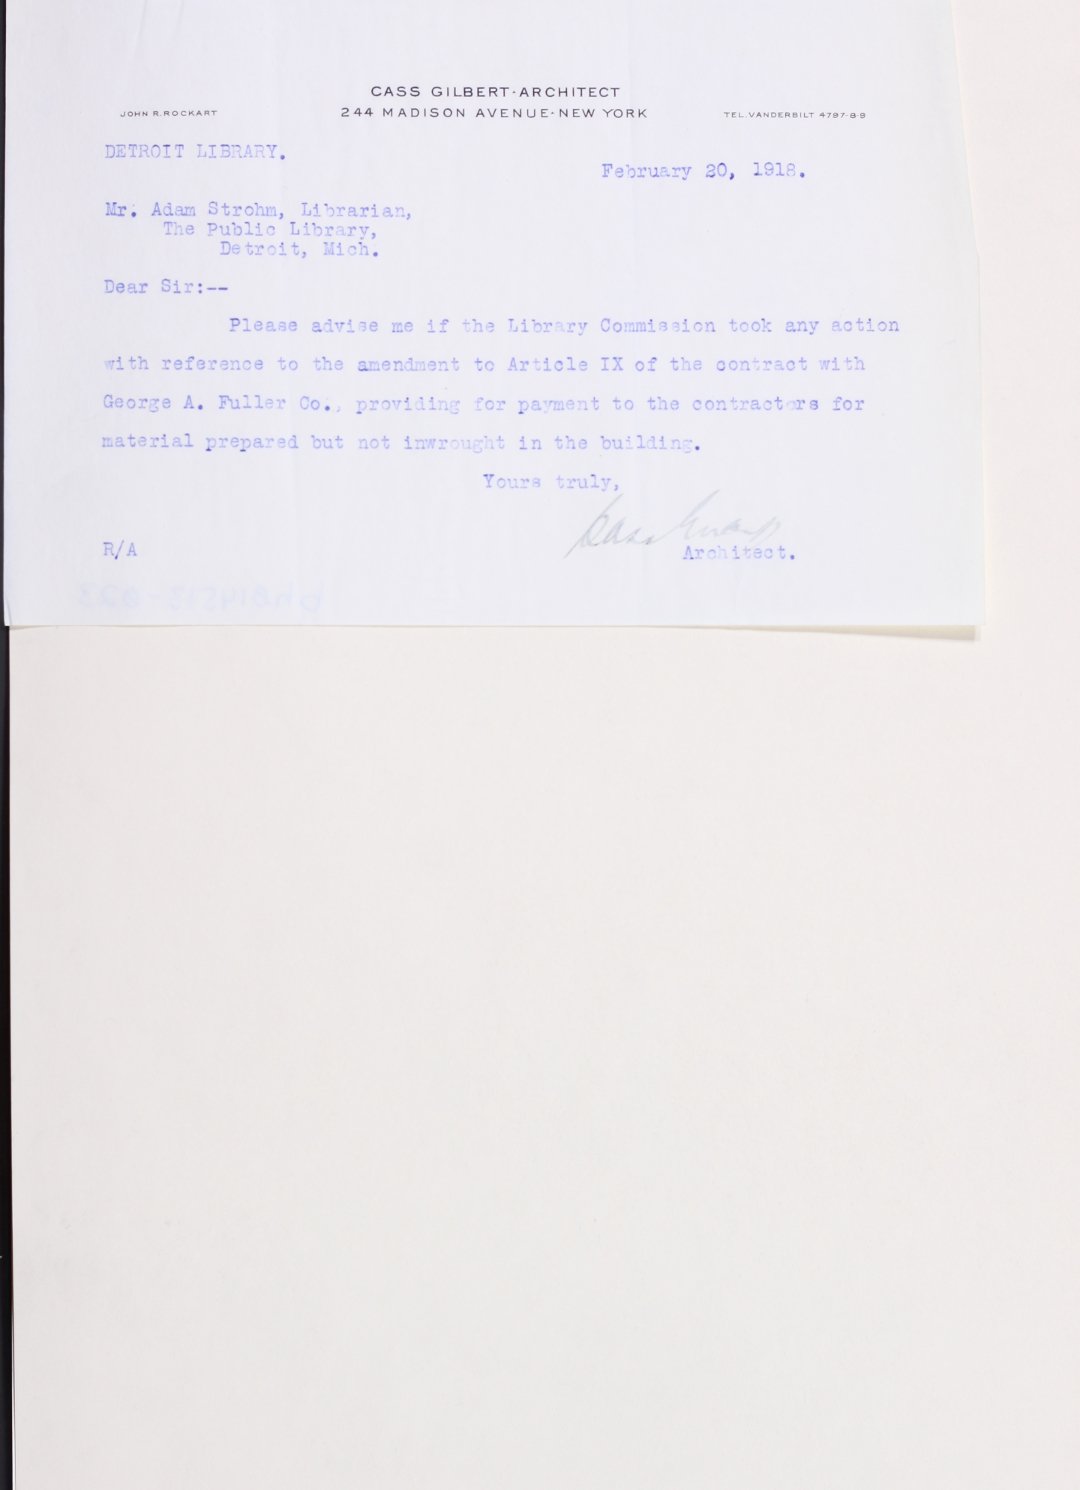 CASS GILBERT·ARCHITECT
JOHN R. ROCKART 244 MADISON AVENUE·NEW YORK TEL. VANDERBILT 4797-8-9
DETROIT LIBRARY.
February 20, 1918.
Mr. Adam Strohm, Librarian,
The Public Library,
Detroit, Mich.
Dear Sir:--
Please advise me if the Library Commission took any action
with reference to the amendment to Article IX of the contract with
George A. Fuller Co., providing for payment to the contractors for
material prepared but not inwrought in the building.
Yours truly,
Cass Gilbert
R/A Architect.